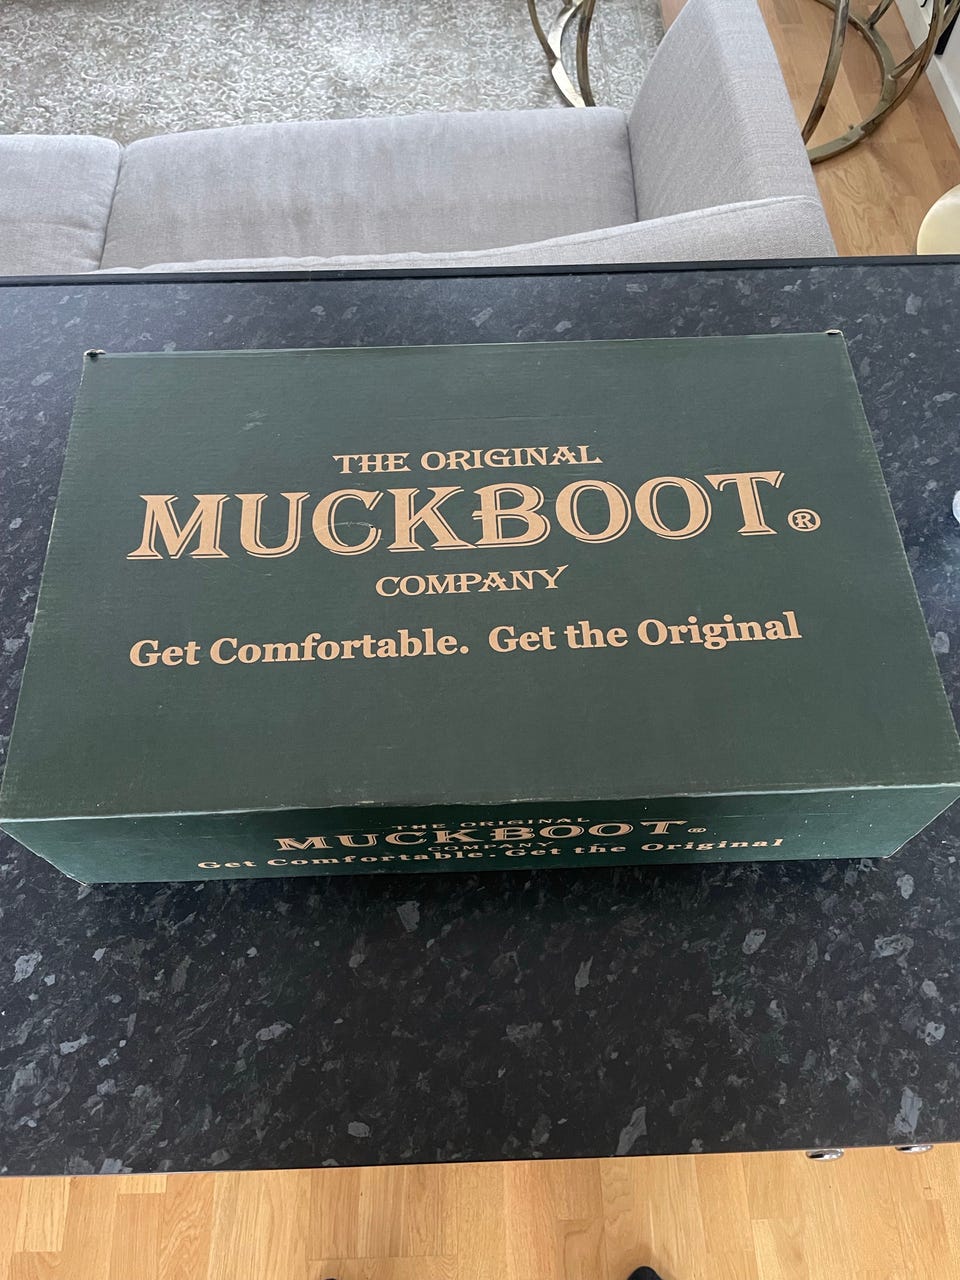 THE ORIGINAL
MUCKBOOT®
COMPANY
Get Comfortable. Get the Original
THE ORIGINAL
MUCKBOOT®
COMPANY
Get Comfortable. Get the Original